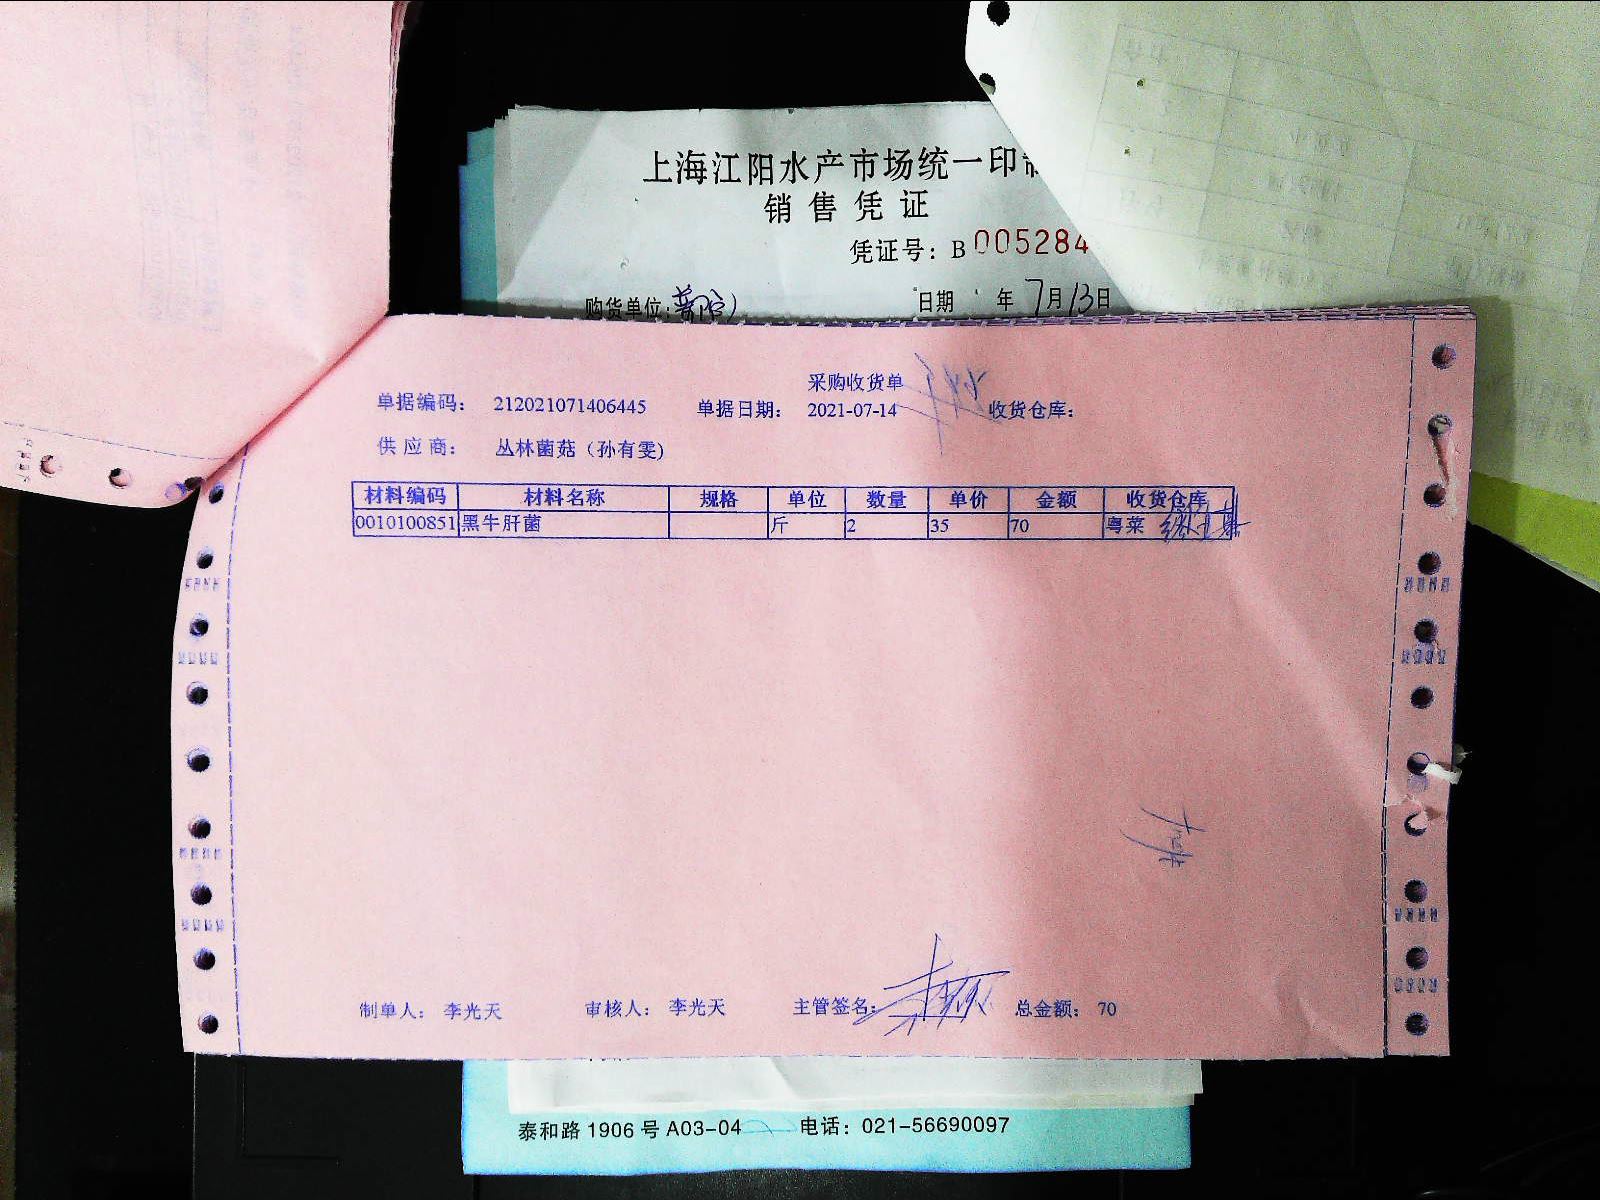 上海江阳水产市场统一印
销售凭证
凭证号：B 005284
购货单位：
日期 年 7月13日
采购收货单
单据编码： 212021071406445 单据日期： 2021-07-14 收货仓库：
供应商： 丛林菌菇（孙有雯）
材料编码 材料名称 规格 单位 数量 单价 金额 收货仓库
0010100851 黑牛肝菌 斤 2 35 70 粤菜
制单人： 李光天 审核人： 李光天 主管签名： 总金额： 70
泰和路1906号A03-04 电话：021-56690097